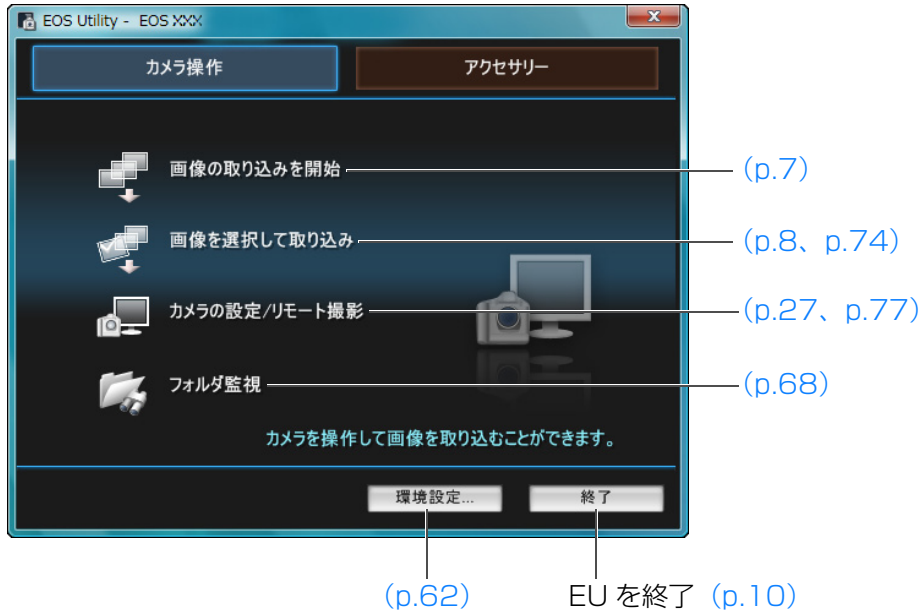 EOS Utility - EOS XXX
カメラ操作 アクセサリー
画像の取り込みを開始 (p.7)
画像を選択して取り込み (p.8、p.74)
カメラの設定/リモート撮影 (p.27、p.77)
フォルダ監視 (p.68)
カメラを操作して画像を取り込むことができます。
環境設定... 終了
(p.62) EU を終了 (p.10)